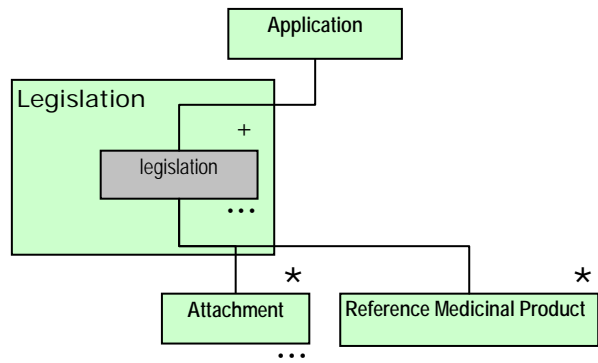 Application
Legislation
+
legislation
...
*
*
Attachment
Reference Medicinal Product
...